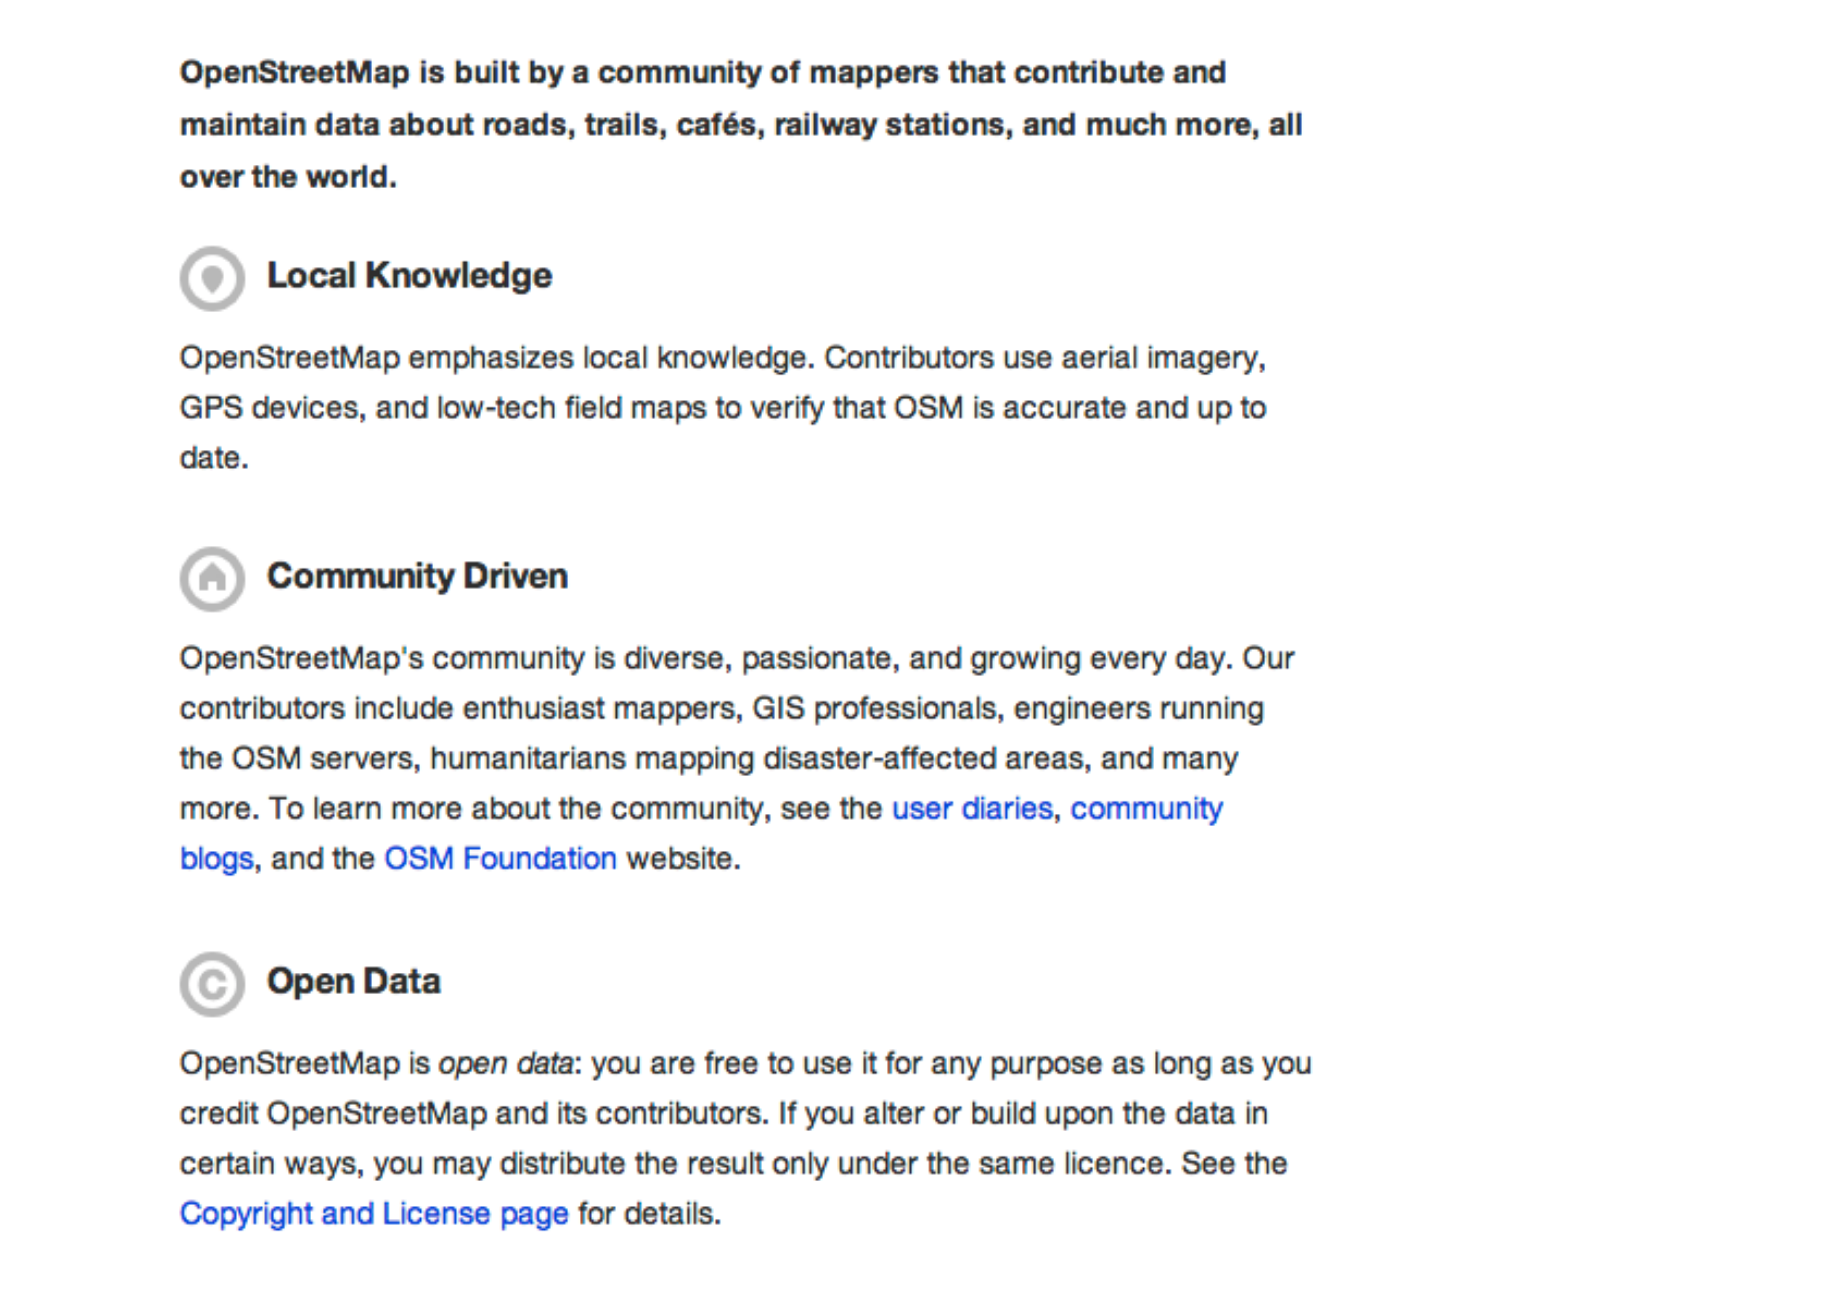 OpenStreetMap is built by a community of mappers that contribute and
maintain data about roads, trails, cafés, railway stations, and much more, all
over the world.
Local Knowledge
OpenStreetMap emphasizes local knowledge. Contributors use aerial imagery,
GPS devices, and low-tech field maps to verify that OSM is accurate and up to
date.
Community Driven
OpenStreetMap's community is diverse, passionate, and growing every day. Our
contributors include enthusiast mappers, GIS professionals, engineers running
the OSM servers, humanitarians mapping disaster-affected areas, and many
more. To learn more about the community, see the user diaries, community
blogs, and the OSM Foundation website.
Open Data
OpenStreetMap is open data: you are free to use it for any purpose as long as you
credit OpenStreetMap and its contributors. If you alter or build upon the data in
certain ways, you may distribute the result only under the same licence. See the
Copyright and License page for details.